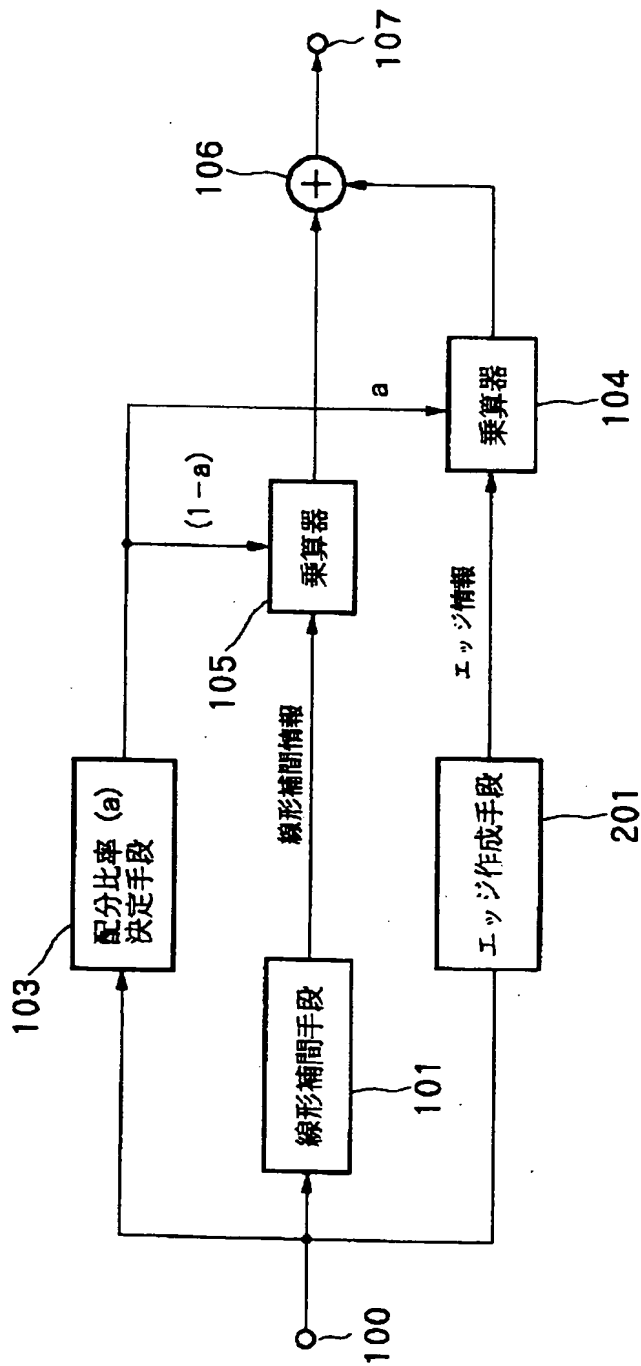 103
配分比率 (a)
決定手段
(1-a)
a
100
線形補間手段
101
線形補間情報
105
乗算器
106
107
エッジ作成手段
201
エッジ情報
乗算器
104